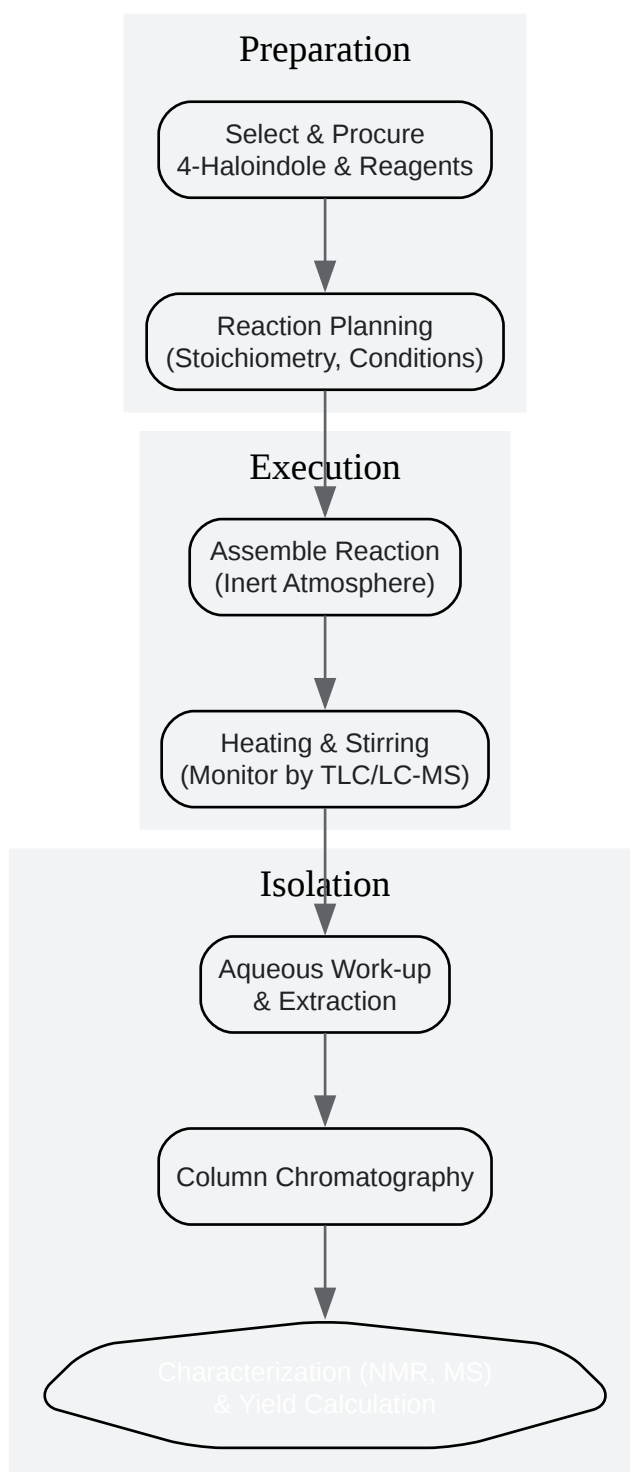 Preparation
Select & Procure
4-Haloindole & Reagents
Reaction Planning
(Stoichiometry, Conditions)
Execution
Assemble Reaction
(Inert Atmosphere)
Heating & Stirring
(Monitor by TLC/LC-MS)
Isolation
Aqueous Work-up
& Extraction
Column Chromatography
Characterization (NMR, MS)
& Yield Calculation